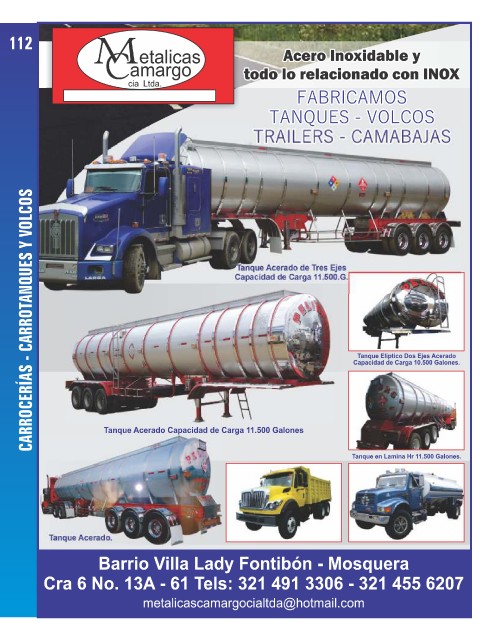 112
Metalicas
Camargo
cia Ltda.
Acero Inoxidable y
todo lo relacionado con INOX
FABRICAMOS
TANQUES - VOLCOS
TRAILERS - CAMABAJAS
CARROCERÍAS - CARROTANQUES Y VOLCOS
Tanque Acerado de Tres Ejes
Capacidad de Carga 11.500.G.
Tanque Eliptico Dos Ejes Acerado
Capacidad de Carga 10.500 Galones.
Tanque Acerado Capacidad de Carga 11.500 Galones
Tanque en Lamina Hr 11.500 Galones.
Tanque Acerado.
Barrio Villa Lady Fontibón - Mosquera
Cra 6 No. 13A - 61 Tels: 321 491 3306 - 321 455 6207
metalicascamargocialtda@hotmail.com